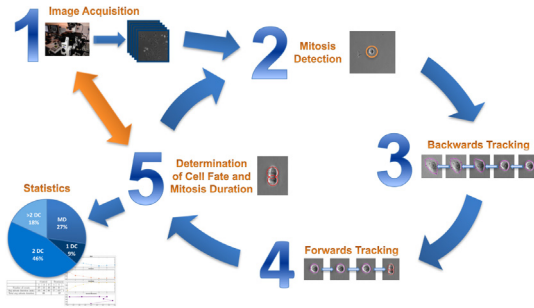 1
Image Acquisition
2
Mitosis
Detection
3
Backwards Tracking
4
Forwards Tracking
5
Determination
of Cell Fate and
Mitosis Duration
Statistics
>2 DC
18%
MD
27%
1 DC
9%
2 DC
46%